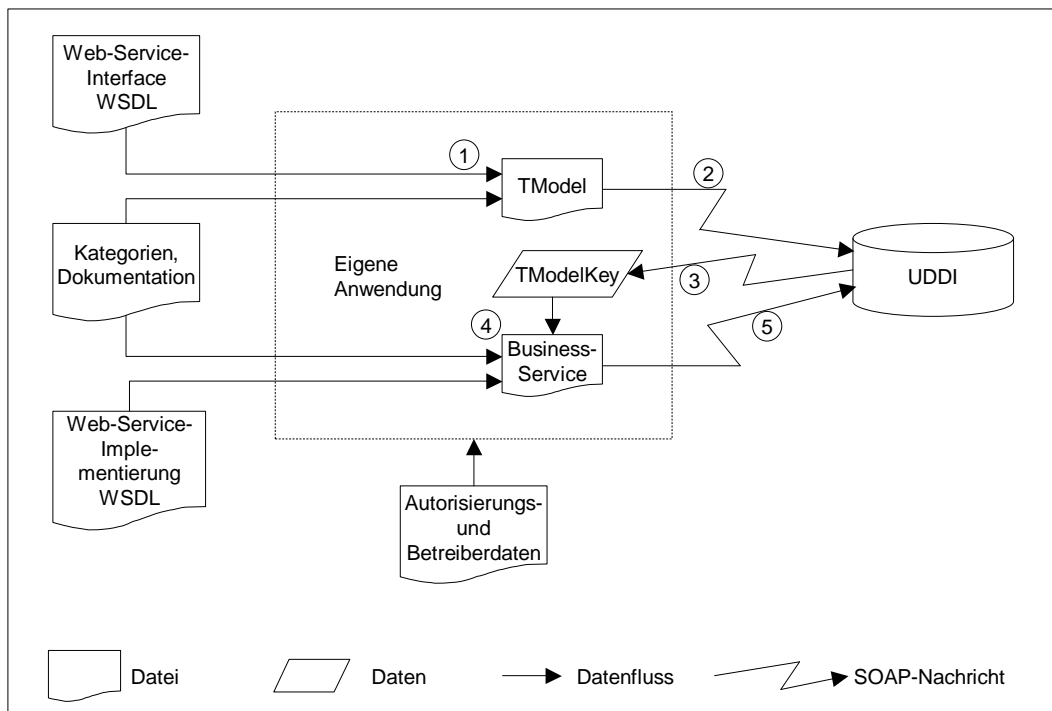 Web-Service-
Interface
WSDL
1
TModel
2
Kategorien,
Dokumentation
Eigene
Anwendung
TModelKey
3
UDDI
4
Business-
Service
5
Web-Service-
Imple-
mentierung
WSDL
Autorisierungs-
und
Betreiberdaten
Datei
Daten
Datenfluss
SOAP-Nachricht